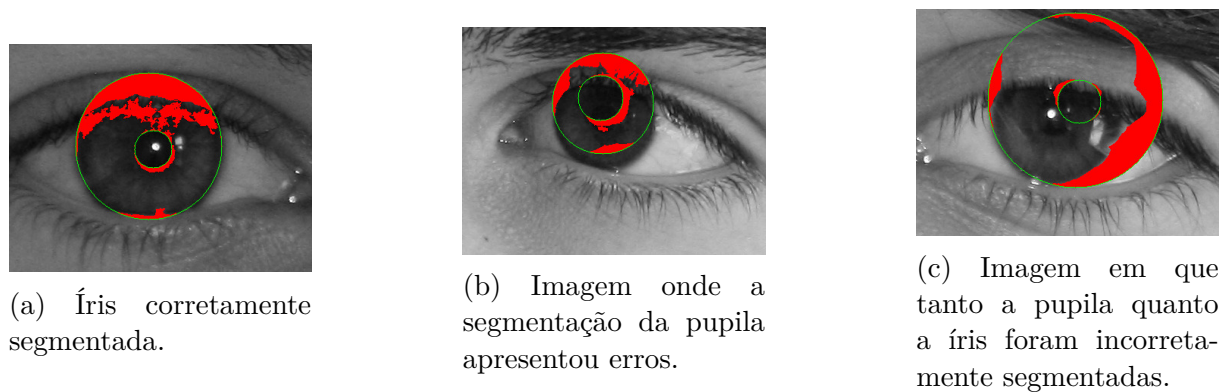 (a) Íris corretamente
segmentada.
(b) Imagem onde a
segmentação da pupila
apresentou erros.
(c) Imagem em que
tanto a pupila quanto
a íris foram incorreta-
mente segmentadas.